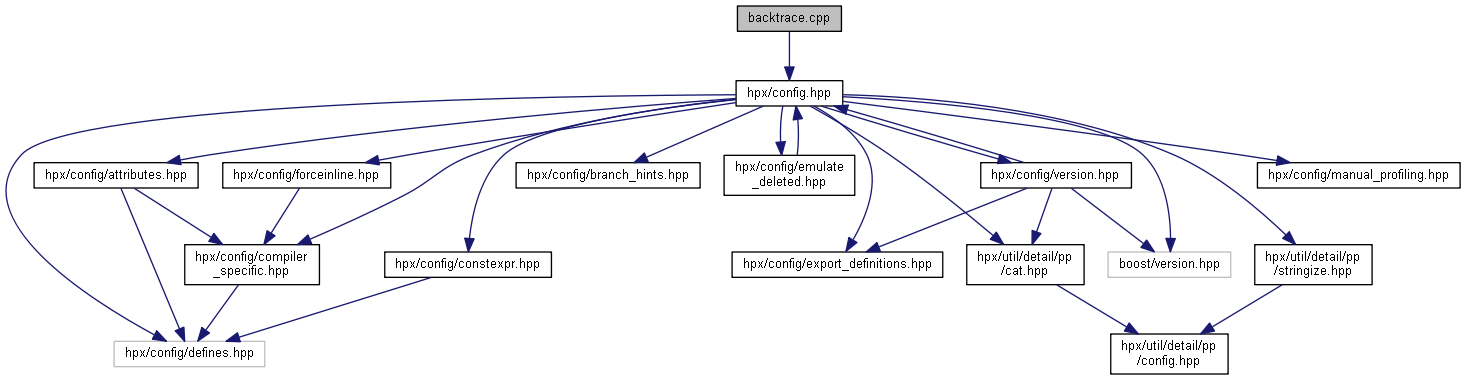 backtrace.cpp
hpx/config.hpp
hpx/config/attributes.hpp
hpx/config/forceinline.hpp
hpx/config/branch_hints.hpp
hpx/config/emulate
_deleted.hpp
hpx/config/version.hpp
hpx/config/manual_profiling.hpp
hpx/config/compiler
_specific.hpp
hpx/config/constexpr.hpp
hpx/config/export_definitions.hpp
hpx/util/detail/pp
/cat.hpp
boost/version.hpp
hpx/util/detail/pp
/stringize.hpp
hpx/config/defines.hpp
hpx/util/detail/pp
/config.hpp